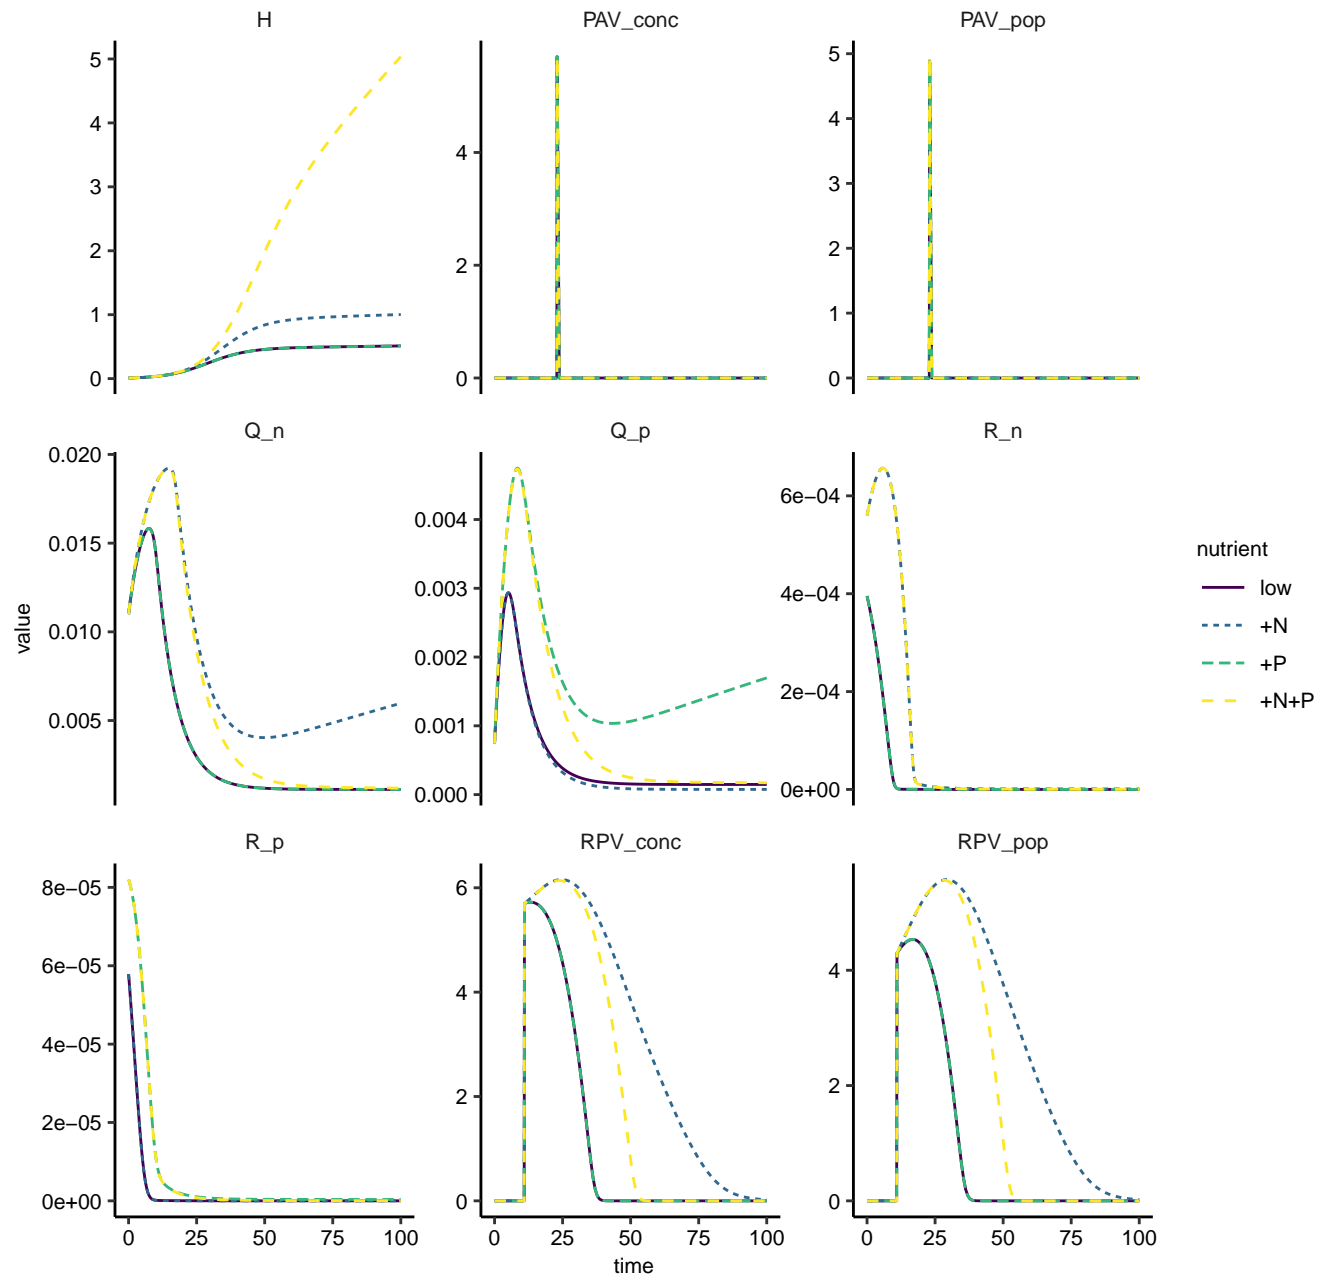 H
PAV_conc
PAV_pop
5
4
3
2
1
0
4
2
0
5
4
3
2
1
0
Q_n
Q_p
R_n
0.020
0.015
0.010
0.005
0.004
0.003
0.002
0.001
0.000
6e−04
4e−04
2e−04
0e+00
R_p
RPV_conc
RPV_pop
8e−05
6e−05
4e−05
2e−05
0e+00
6
4
2
0
4
2
0
0 25 50 75 100
0 25 50 75 100
0 25 50 75 100
time
value
nutrient
low
+N
+P
+N+P